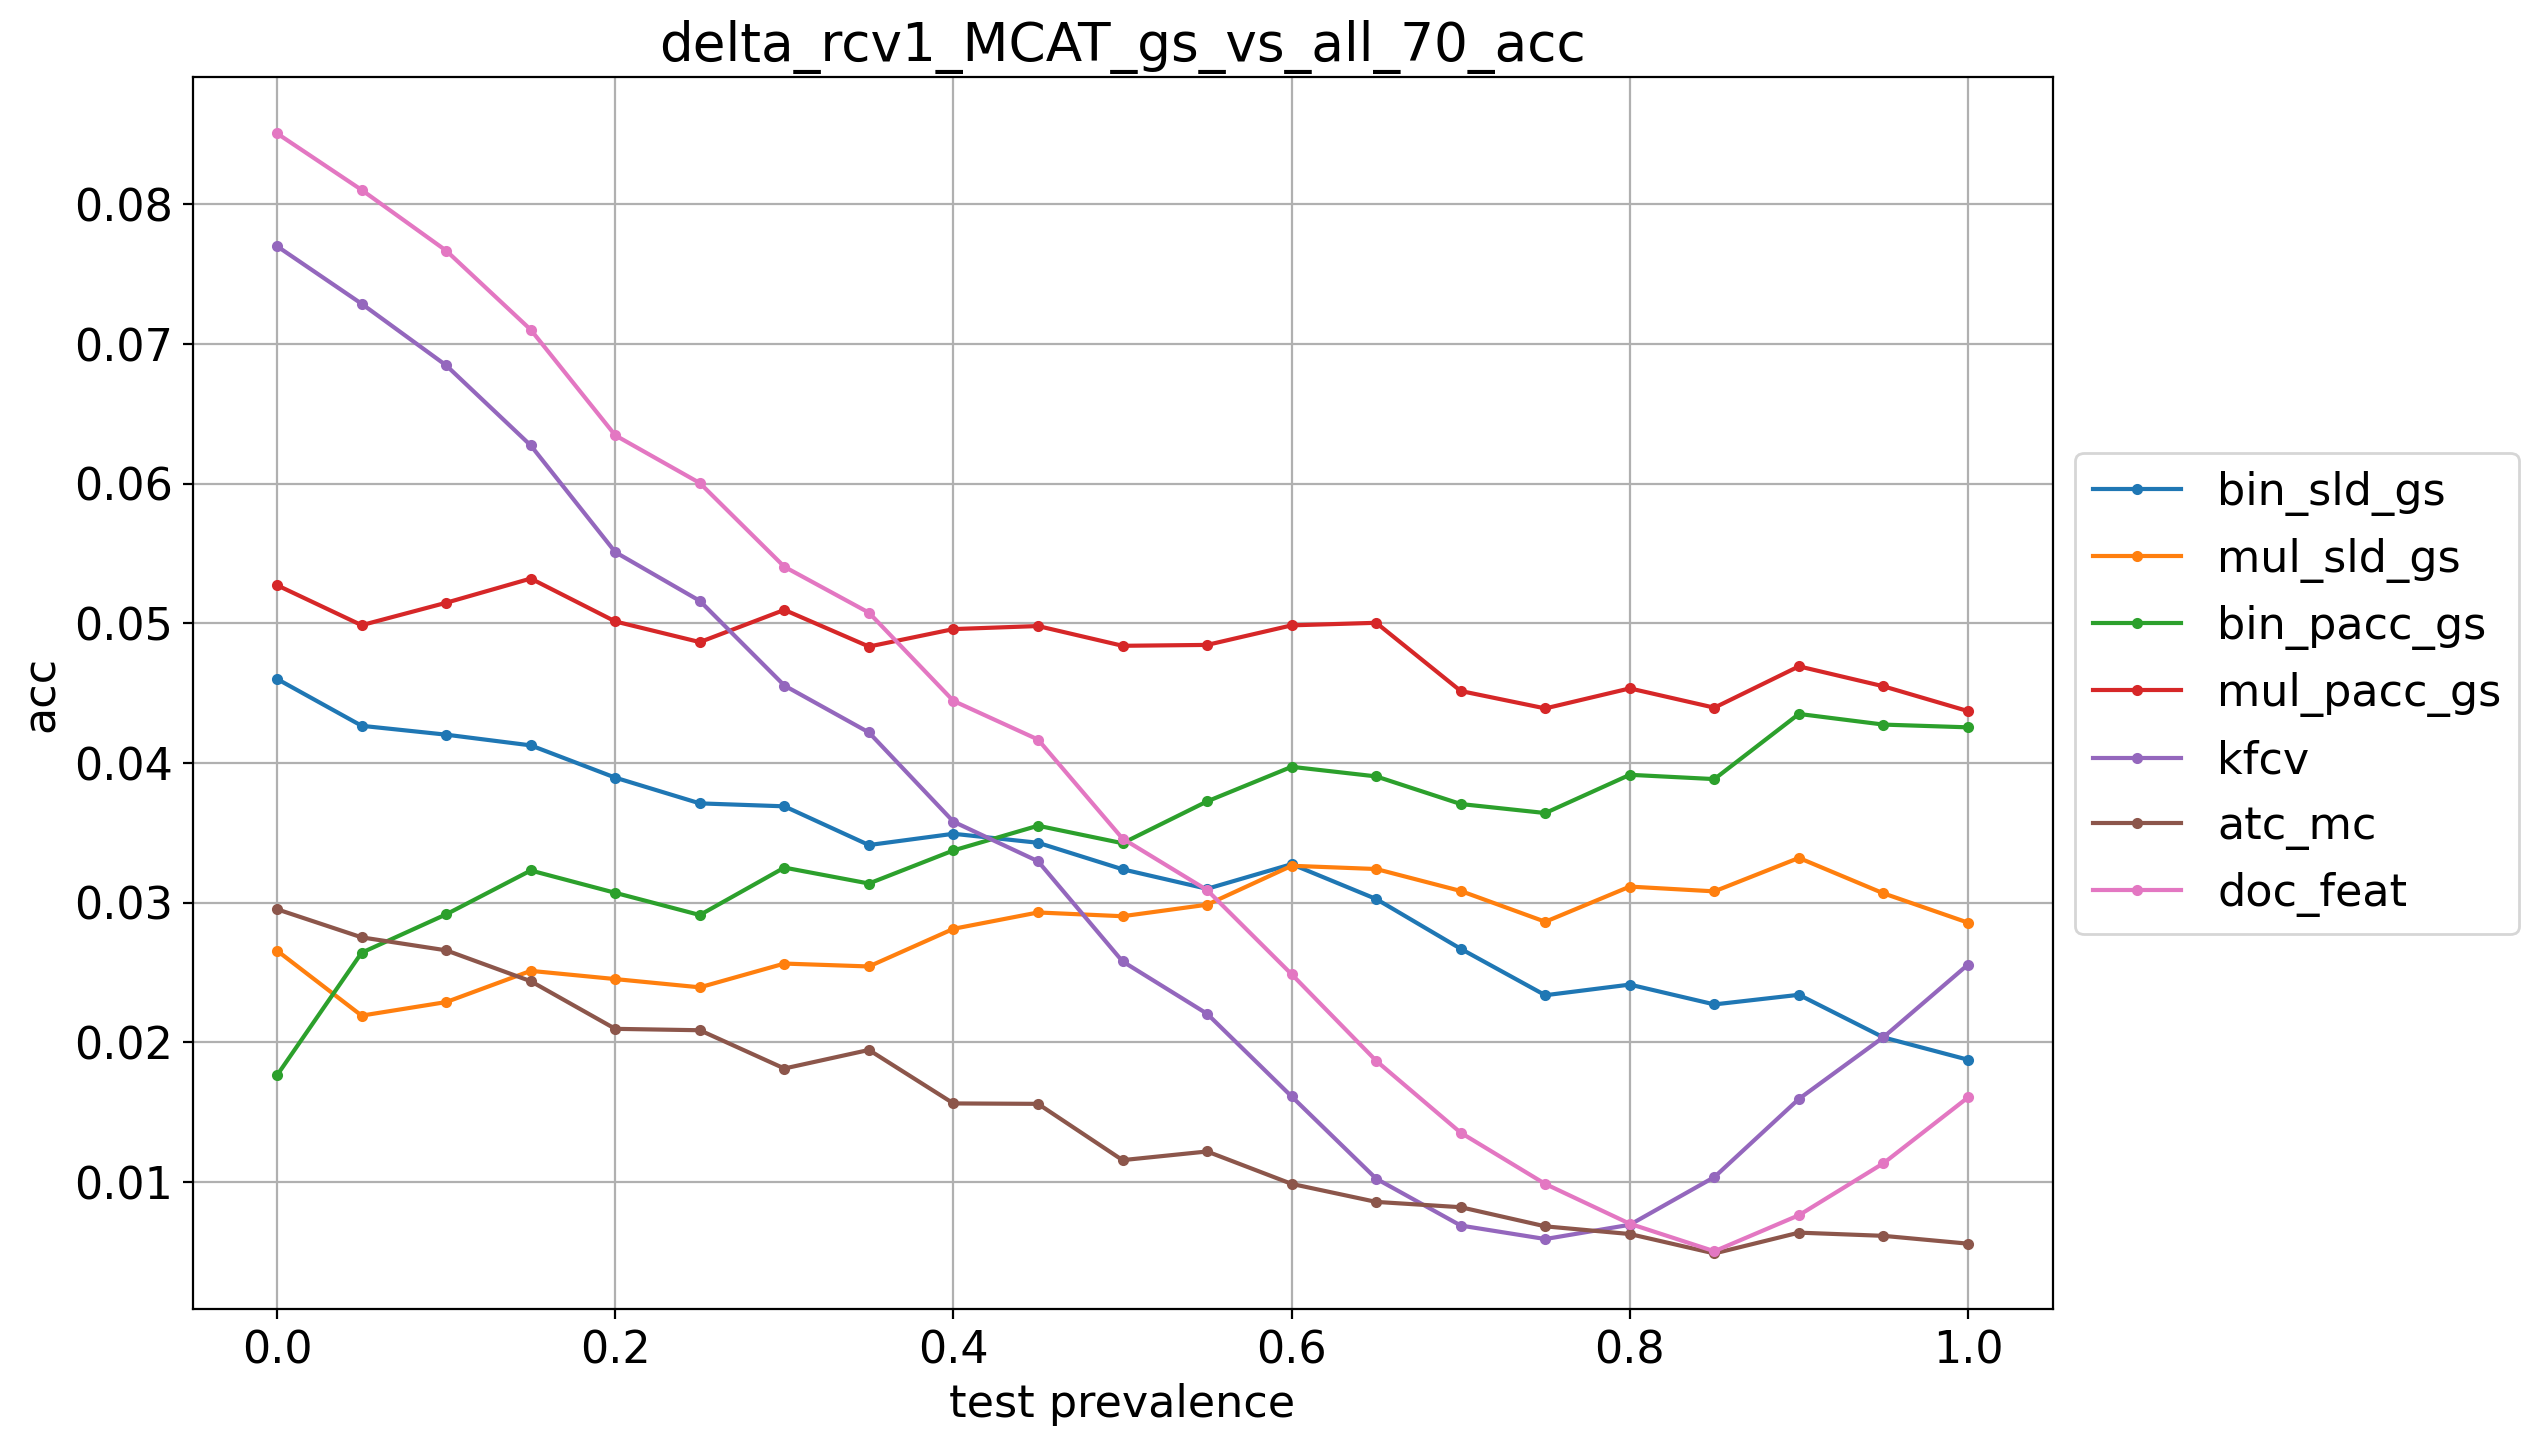 delta_rcv1_MCAT_gs_vs_all_70_acc
acc
0.08
0.07
0.06
0.05
0.04
0.03
0.02
0.01
0.0 0.2 0.4 0.6 0.8 1.0
test prevalence
bin_sld_gs
mul_sld_gs
bin_pacc_gs
mul_pacc_gs
kfcv
atc_mc
doc_feat